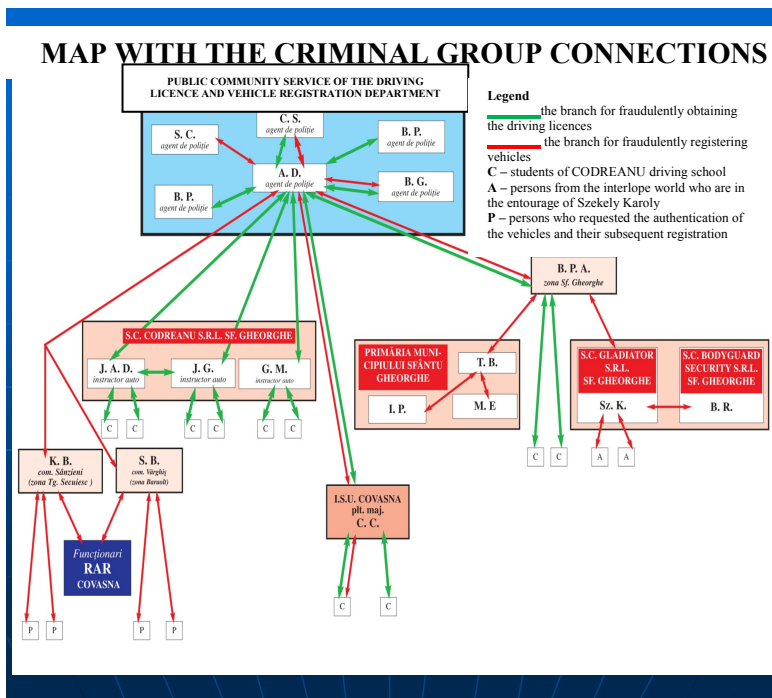 MAP WITH THE CRIMINAL GROUP CONNECTIONS
PUBLIC COMMUNITY SERVICE OF THE DRIVING
LICENCE AND VEHICLE REGISTRATION DEPARTMENT
C. S.
agent de poliție
S. C.
agent de poliție
B. P.
agent de poliție
A. D.
agent de poliție
B. P.
agent de poliție
B. G.
agent de poliție
Legend
the branch for fraudulently obtaining
the driving licences
the branch for fraudulently registering
vehicles
C – students of CODREANU driving school
A – persons from the interlope world who are in
the entourage of Szekely Karoly
P – persons who requested the authentication of
the vehicles and their subsequent registration
B. P. A.
zona Sf. Gheorghe
S.C. CODREANU S.R.L. SF. GHEORGHE
J. A. D.
instructor auto
J. G.
instructor auto
G. M.
instructor auto
C
C
C
C
C
C
PRIMĂRIA MUNI-
CIPIULUI SFÂNTU
GHEORGHE
T. B.
I. P.
M. E
S.C. GLADIATOR
S.R.L.
SF. GHEORGHE
Sz. K.
S.C. BODYGUARD
SECURITY S.R.L.
SF. GHEORGHE
B. R.
C
C
A
A
K. B.
com. Sânzieni
(zona Tg. Secuiesc )
S. B.
com. Vârghiș
(zona Baraolt)
I.S.U. COVASNA
plt. maj.
C. C.
Funcționari
RAR
COVASNA
C
C
P
P
P
P